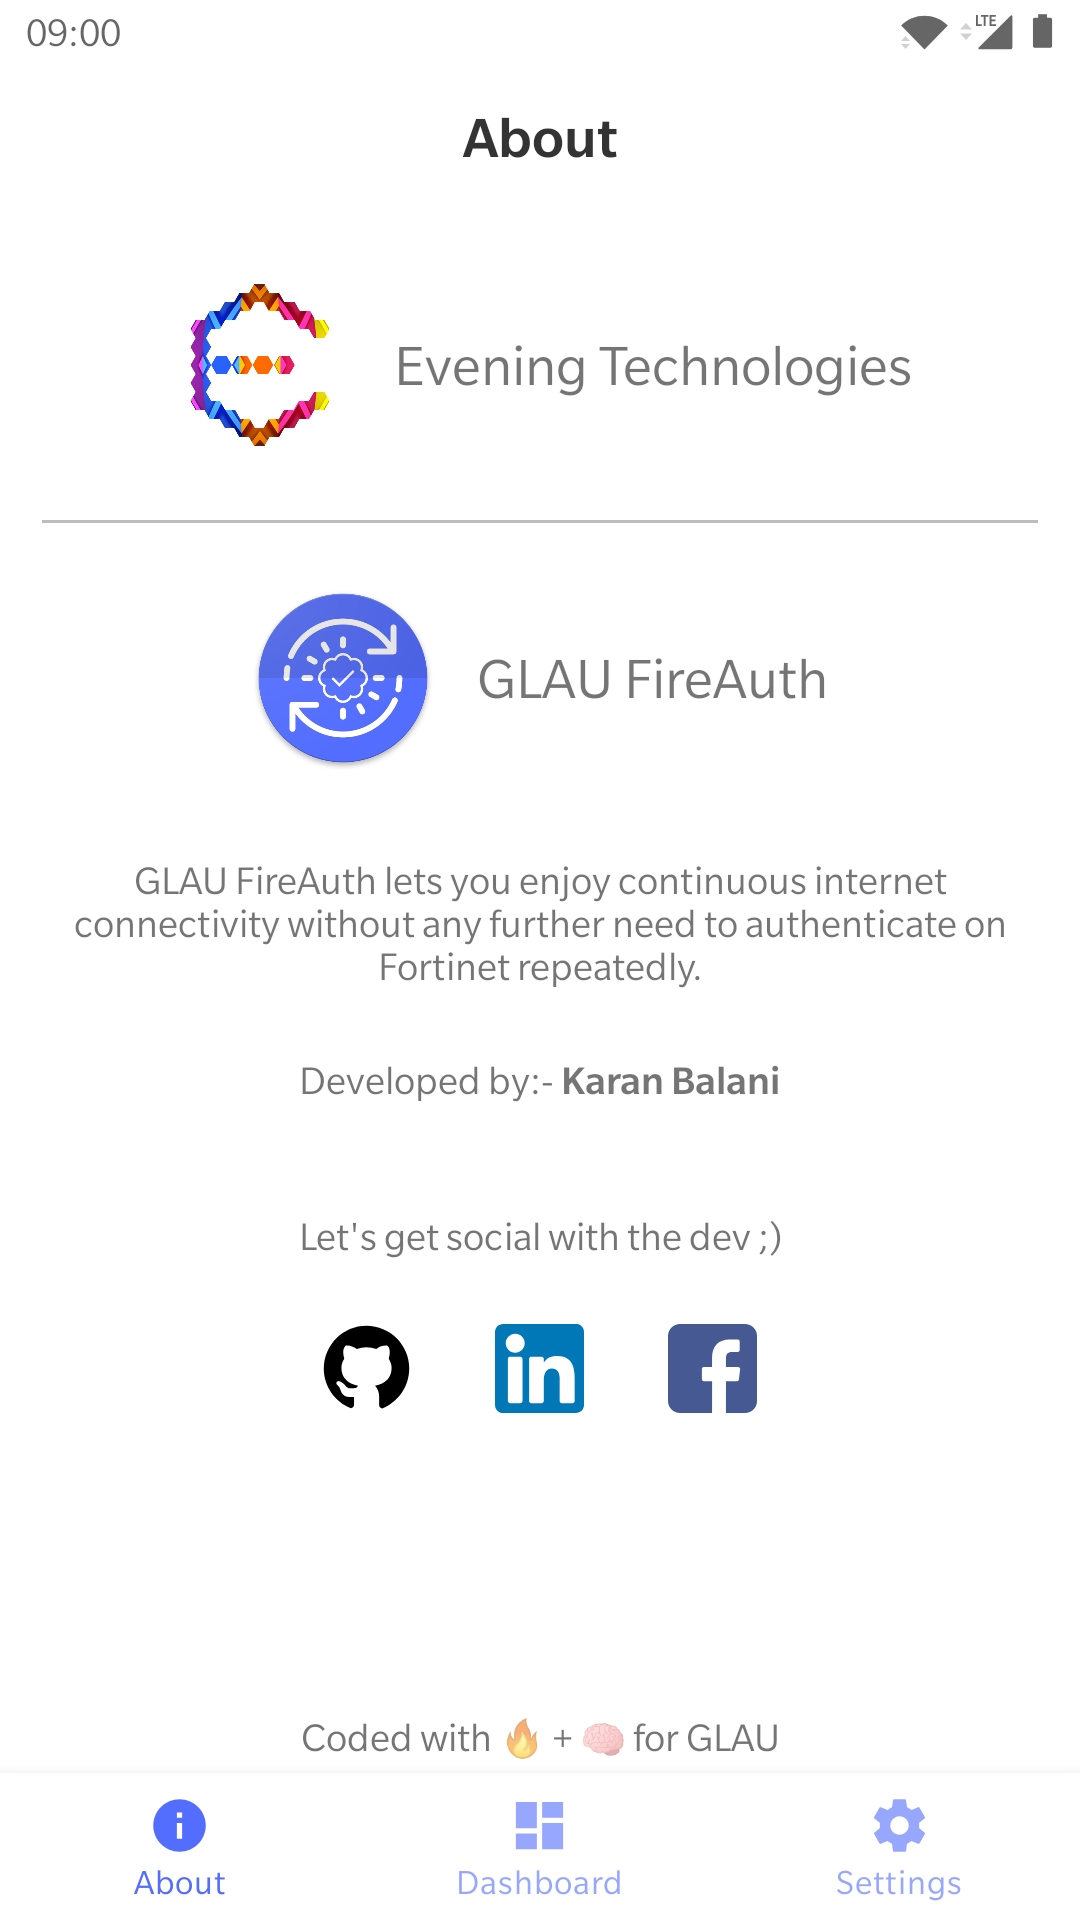 09:00
LTE
About
Evening Technologies
GLAU FireAuth
GLAU FireAuth lets you enjoy continuous internet
connectivity without any further need to authenticate on
Fortinet repeatedly.
Developed by:- Karan Balani
Let's get social with the dev ;)
in
f
Coded with 🔥 + 🧠 for GLAU
About
Dashboard
Settings